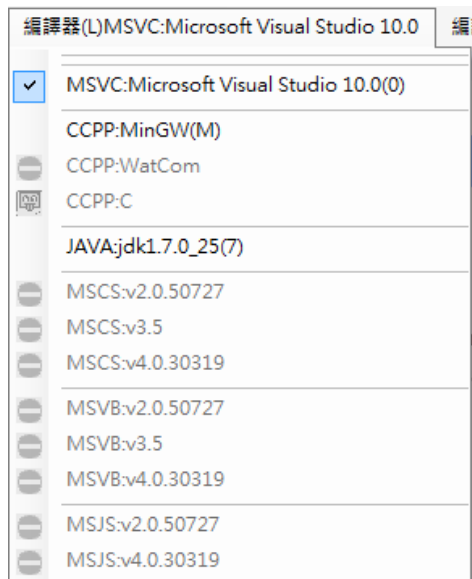 編譯器(L)MSVC:Microsoft Visual Studio 10.0
MSVC:Microsoft Visual Studio 10.0(0)
CCPP:MinGW(M)
CCPP:WatCom
CCPP:C
JAVA:jdk1.7.0_25(7)
MSCS:v2.0.50727
MSCS:v3.5
MSCS:v4.0.30319
MSVB:v2.0.50727
MSVB:v3.5
MSVB:v4.0.30319
MSJS:v2.0.50727
MSJS:v4.0.30319